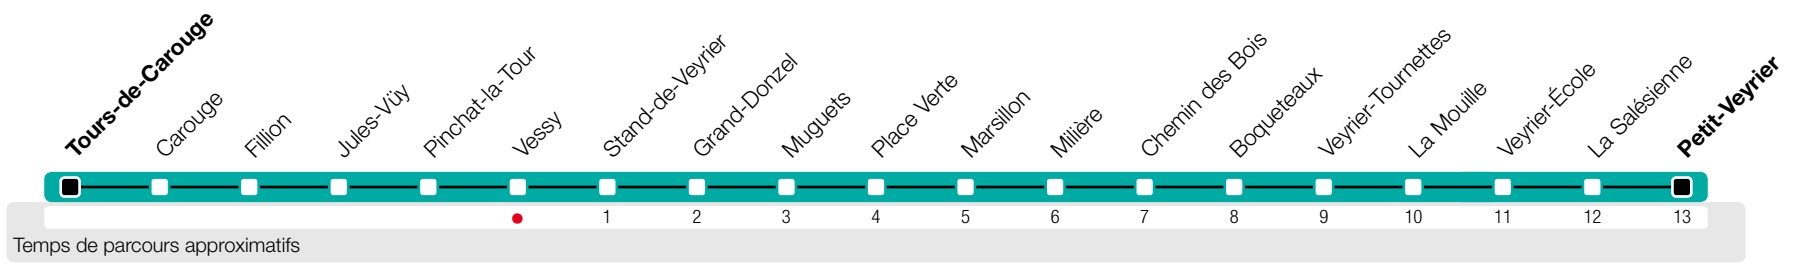 Tours-de-Carouge
Carouge
Fillion
Jules-Vüy
Pinchat-la-Tour
Vessy
Stand-de-Veyrier
Grand-Donzel
Muguets
Place Verte
Marsillon
Milière
Chemin des Bois
Boqueteaux
Veyrier-Tournettes
La Mouille
Veyrier-École
La Salésienne
Petit-Veyrier
1 2 3 4 5 6 7 8 9 10 11 12 13
Temps de parcours approximatifs